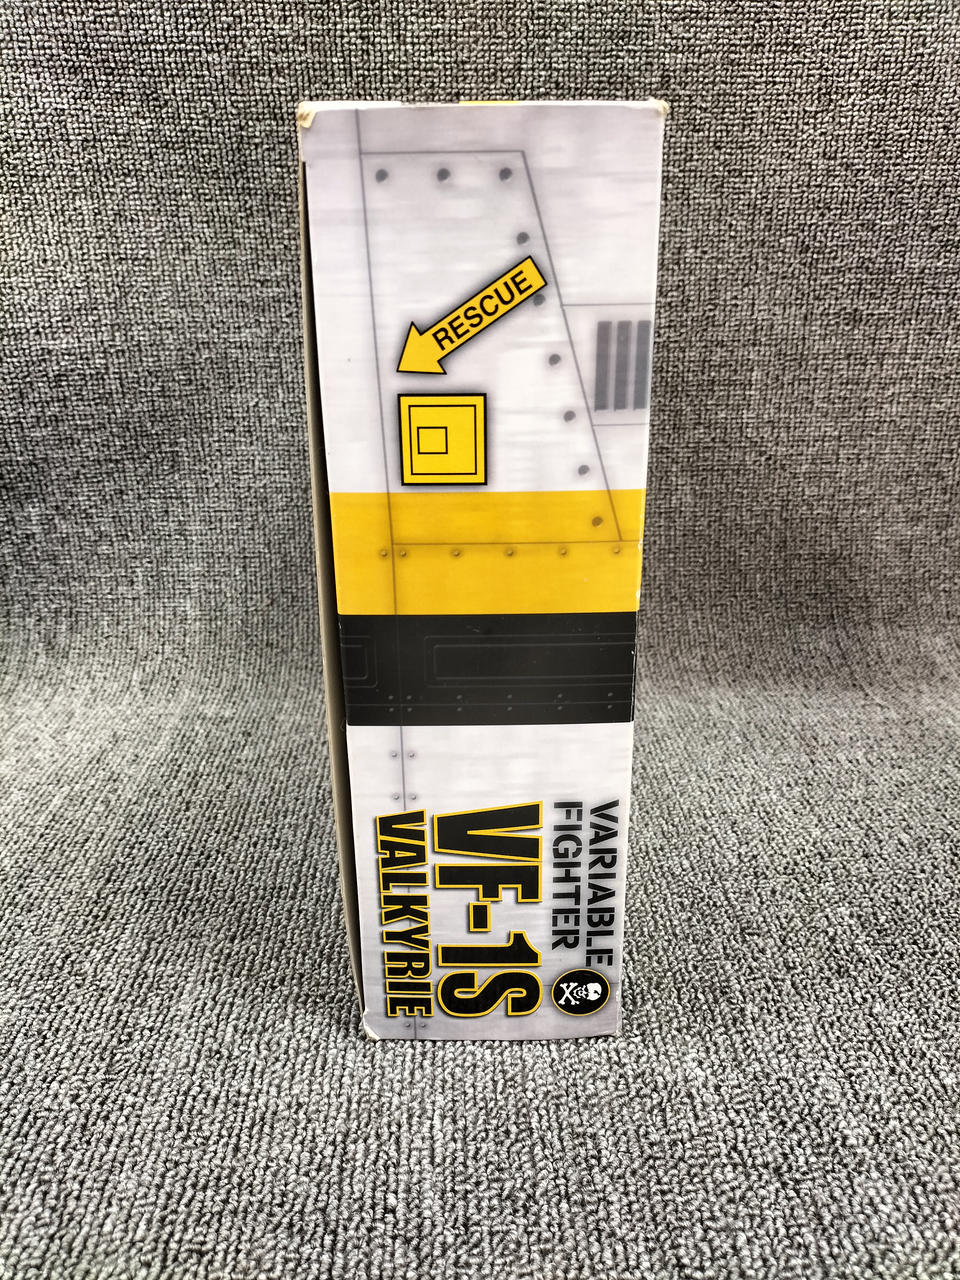 RESCUE
VARIABLE
FIGHTER
VF-1S
VALKYRIE